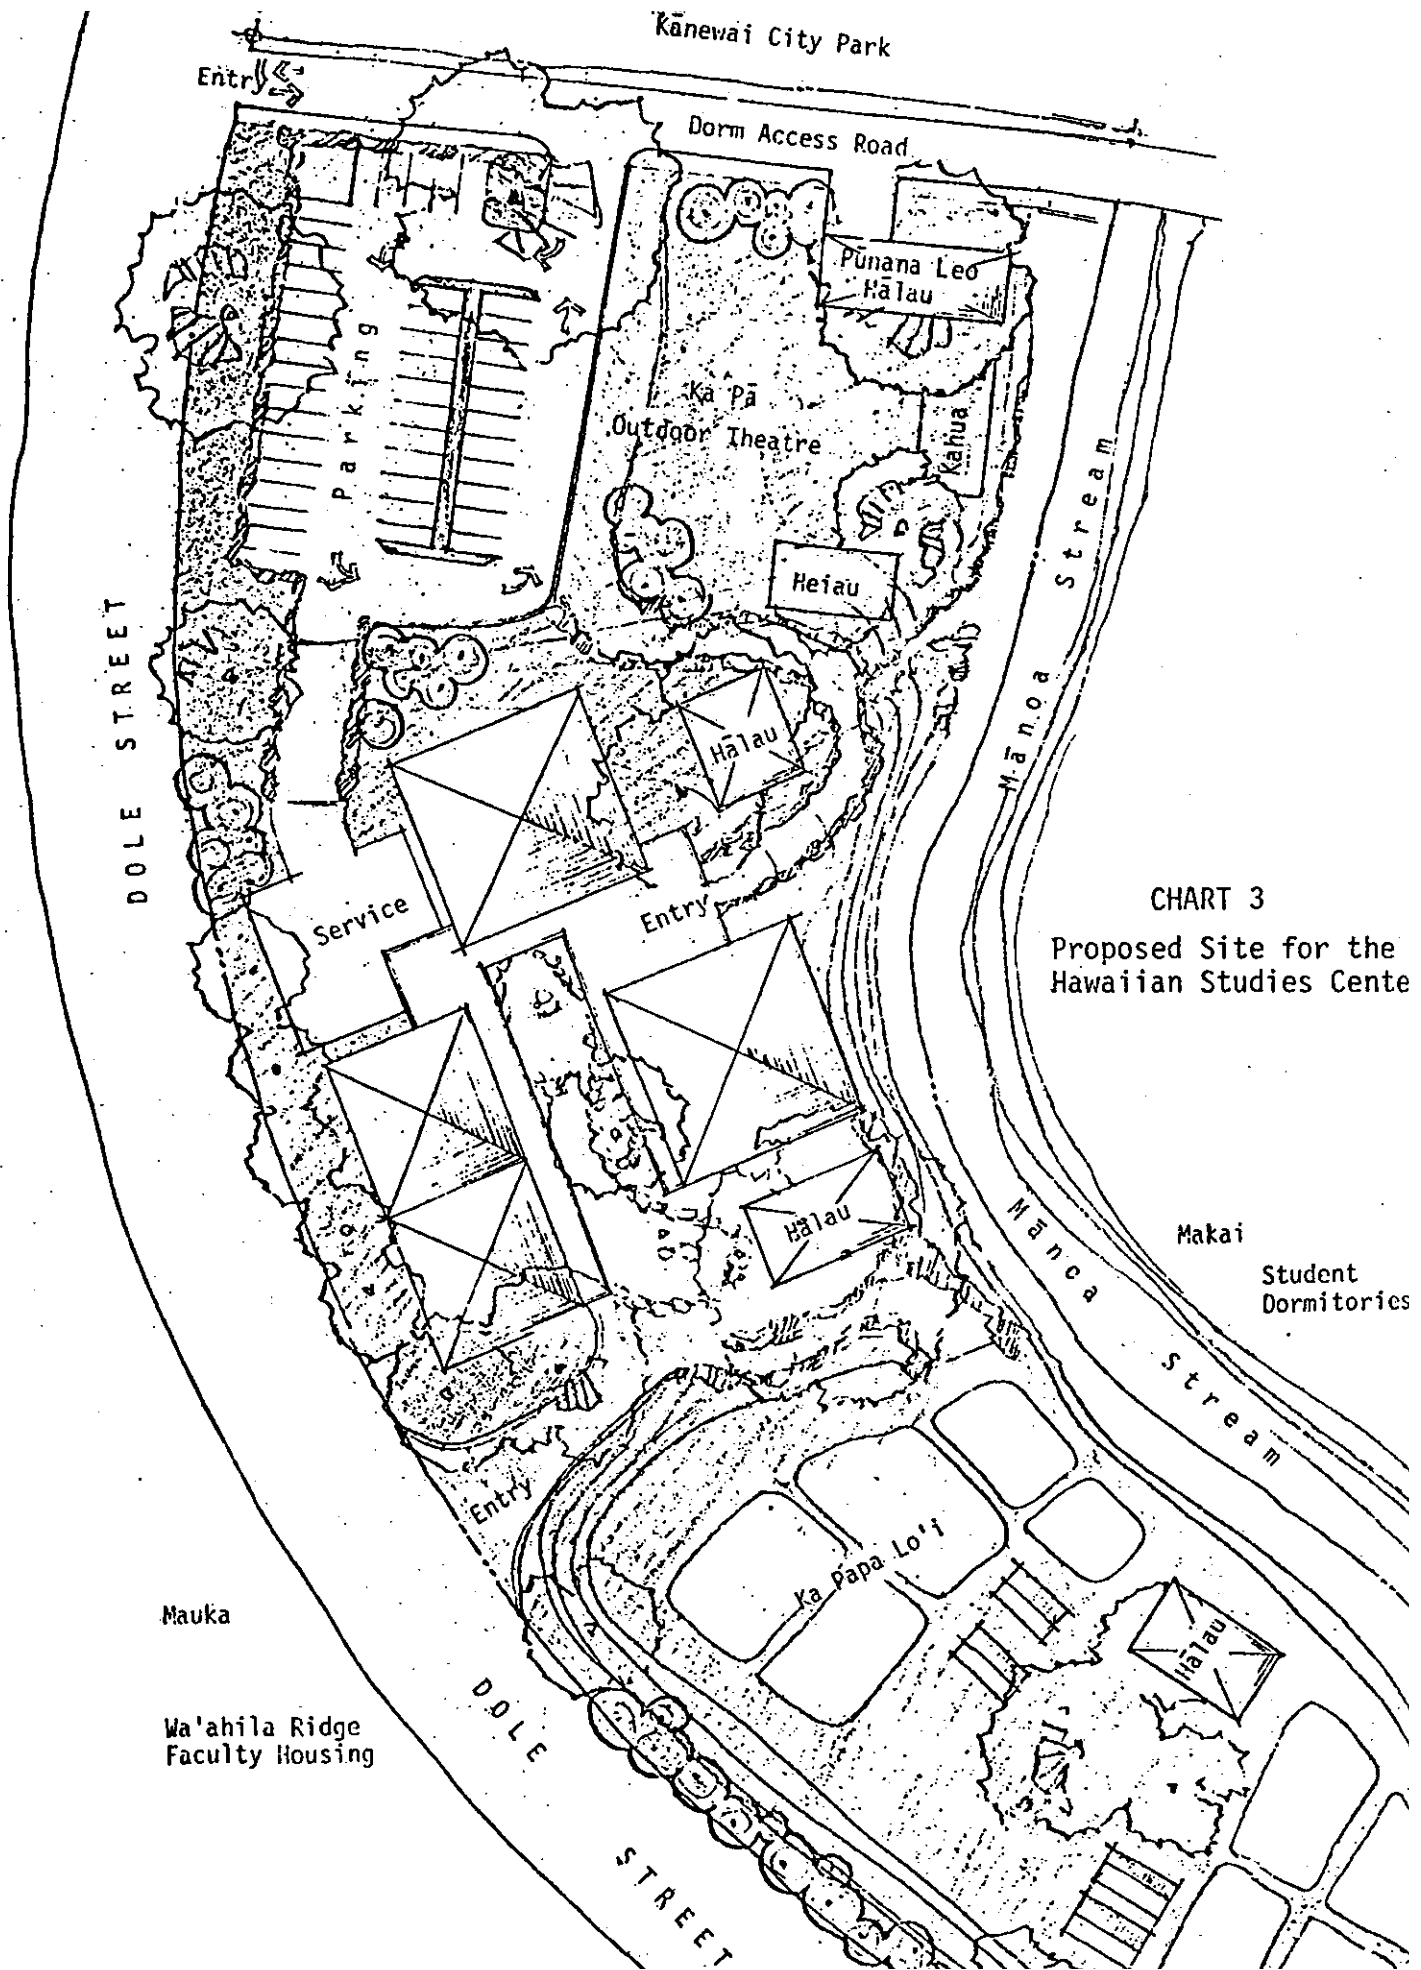 Kānewai City Park
Entry
Dorm Access Road
Pūnana Leo
Hālau
Parking
Ka Pā
Outdoor Theatre
Kahua
Mānoa Stream
Heiau
DOLE STREET
Hālau
Service
Entry
CHART 3
Proposed Site for the
Hawaiian Studies Cente
Hālau
Mānca Stream
Makai
Student
Dormitories
Entry
Ka Papa Lo'i
Hālau
Mauka
Wa'ahila Ridge
Faculty Housing
DOLE STREET